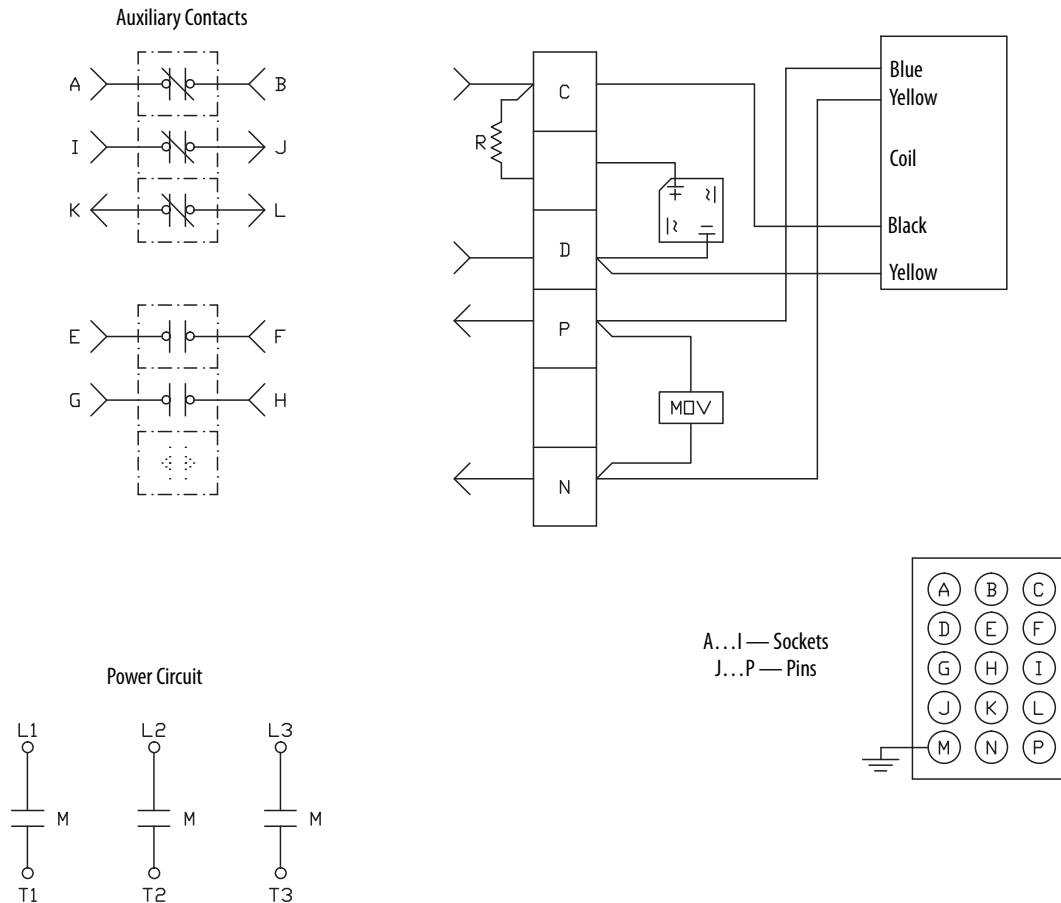 Auxiliary Contacts
A B
I J
K L
E F
G H
C
R
D
P
N
MOV
Blue
Yellow
Coil
Black
Yellow
A...I — Sockets
J...P — Pins
A B C
D E F
G H I
J K L
M N P
Power Circuit
L1 L2 L3
M M M
T1 T2 T3